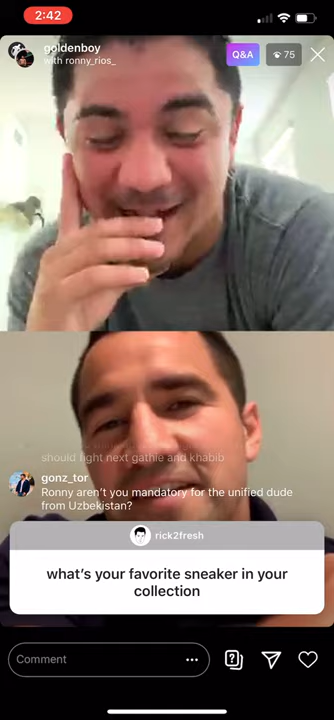 2:42
goldenboy
with ronny_rios_
Q&A
75
should fight next gathie and khabib
gonz_tor
Ronny aren't you mandatory for the unified dude
from Uzbekistan?
rick2fresh
what's your favorite sneaker in your
collection
Comment